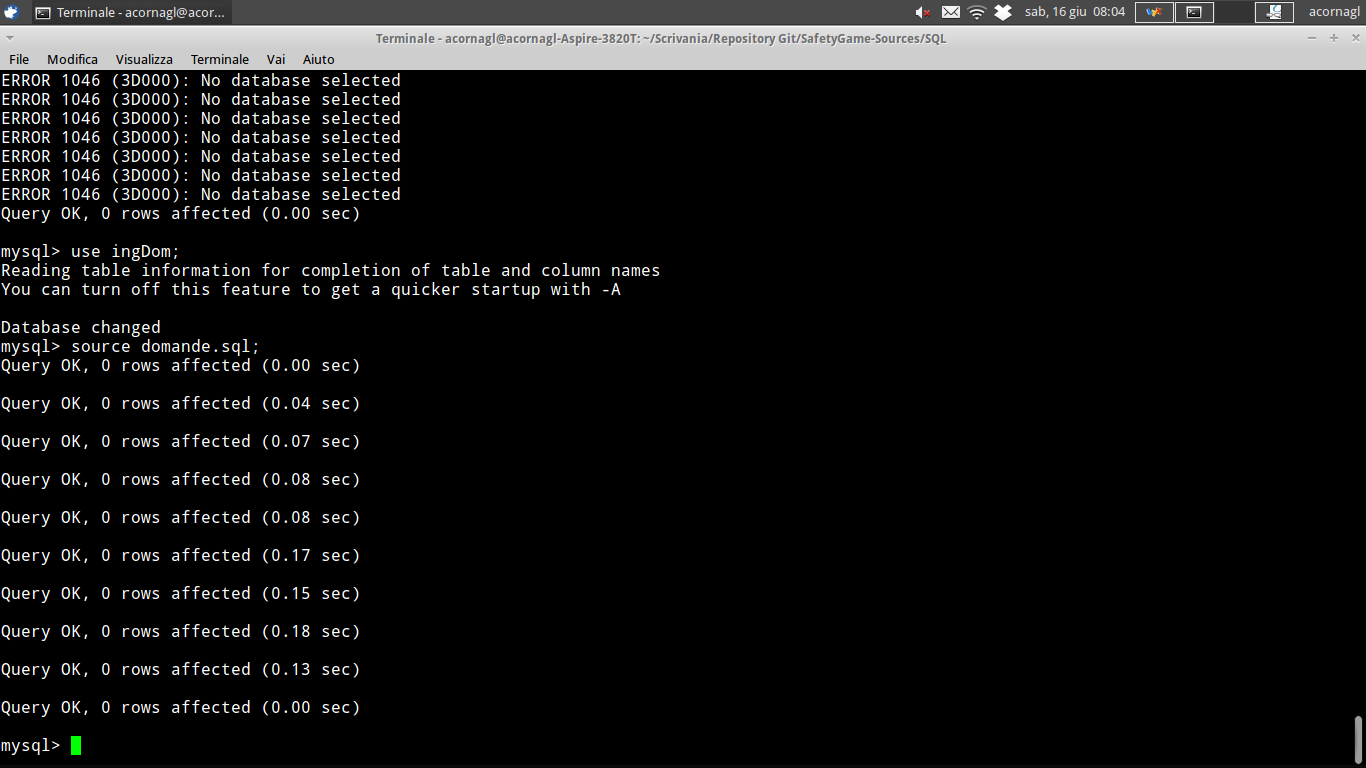 Terminale - acornagl@acor...
sab, 16 giu 08:04
acornagl
Terminale - acornagl@acornagl-Aspire-3820T: ~/Scrivania/Repository Git/SafetyGame-Sources/SQL
File Modifica Visualizza Terminale Vai Aiuto
ERROR 1046 (3D000): No database selected
ERROR 1046 (3D000): No database selected
ERROR 1046 (3D000): No database selected
ERROR 1046 (3D000): No database selected
ERROR 1046 (3D000): No database selected
ERROR 1046 (3D000): No database selected
ERROR 1046 (3D000): No database selected
Query OK, 0 rows affected (0.00 sec)
mysql> use ingDom;
Reading table information for completion of table and column names
You can turn off this feature to get a quicker startup with -A
Database changed
mysql> source domande.sql;
Query OK, 0 rows affected (0.00 sec)
Query OK, 0 rows affected (0.04 sec)
Query OK, 0 rows affected (0.07 sec)
Query OK, 0 rows affected (0.08 sec)
Query OK, 0 rows affected (0.08 sec)
Query OK, 0 rows affected (0.17 sec)
Query OK, 0 rows affected (0.15 sec)
Query OK, 0 rows affected (0.18 sec)
Query OK, 0 rows affected (0.13 sec)
Query OK, 0 rows affected (0.00 sec)
mysql>